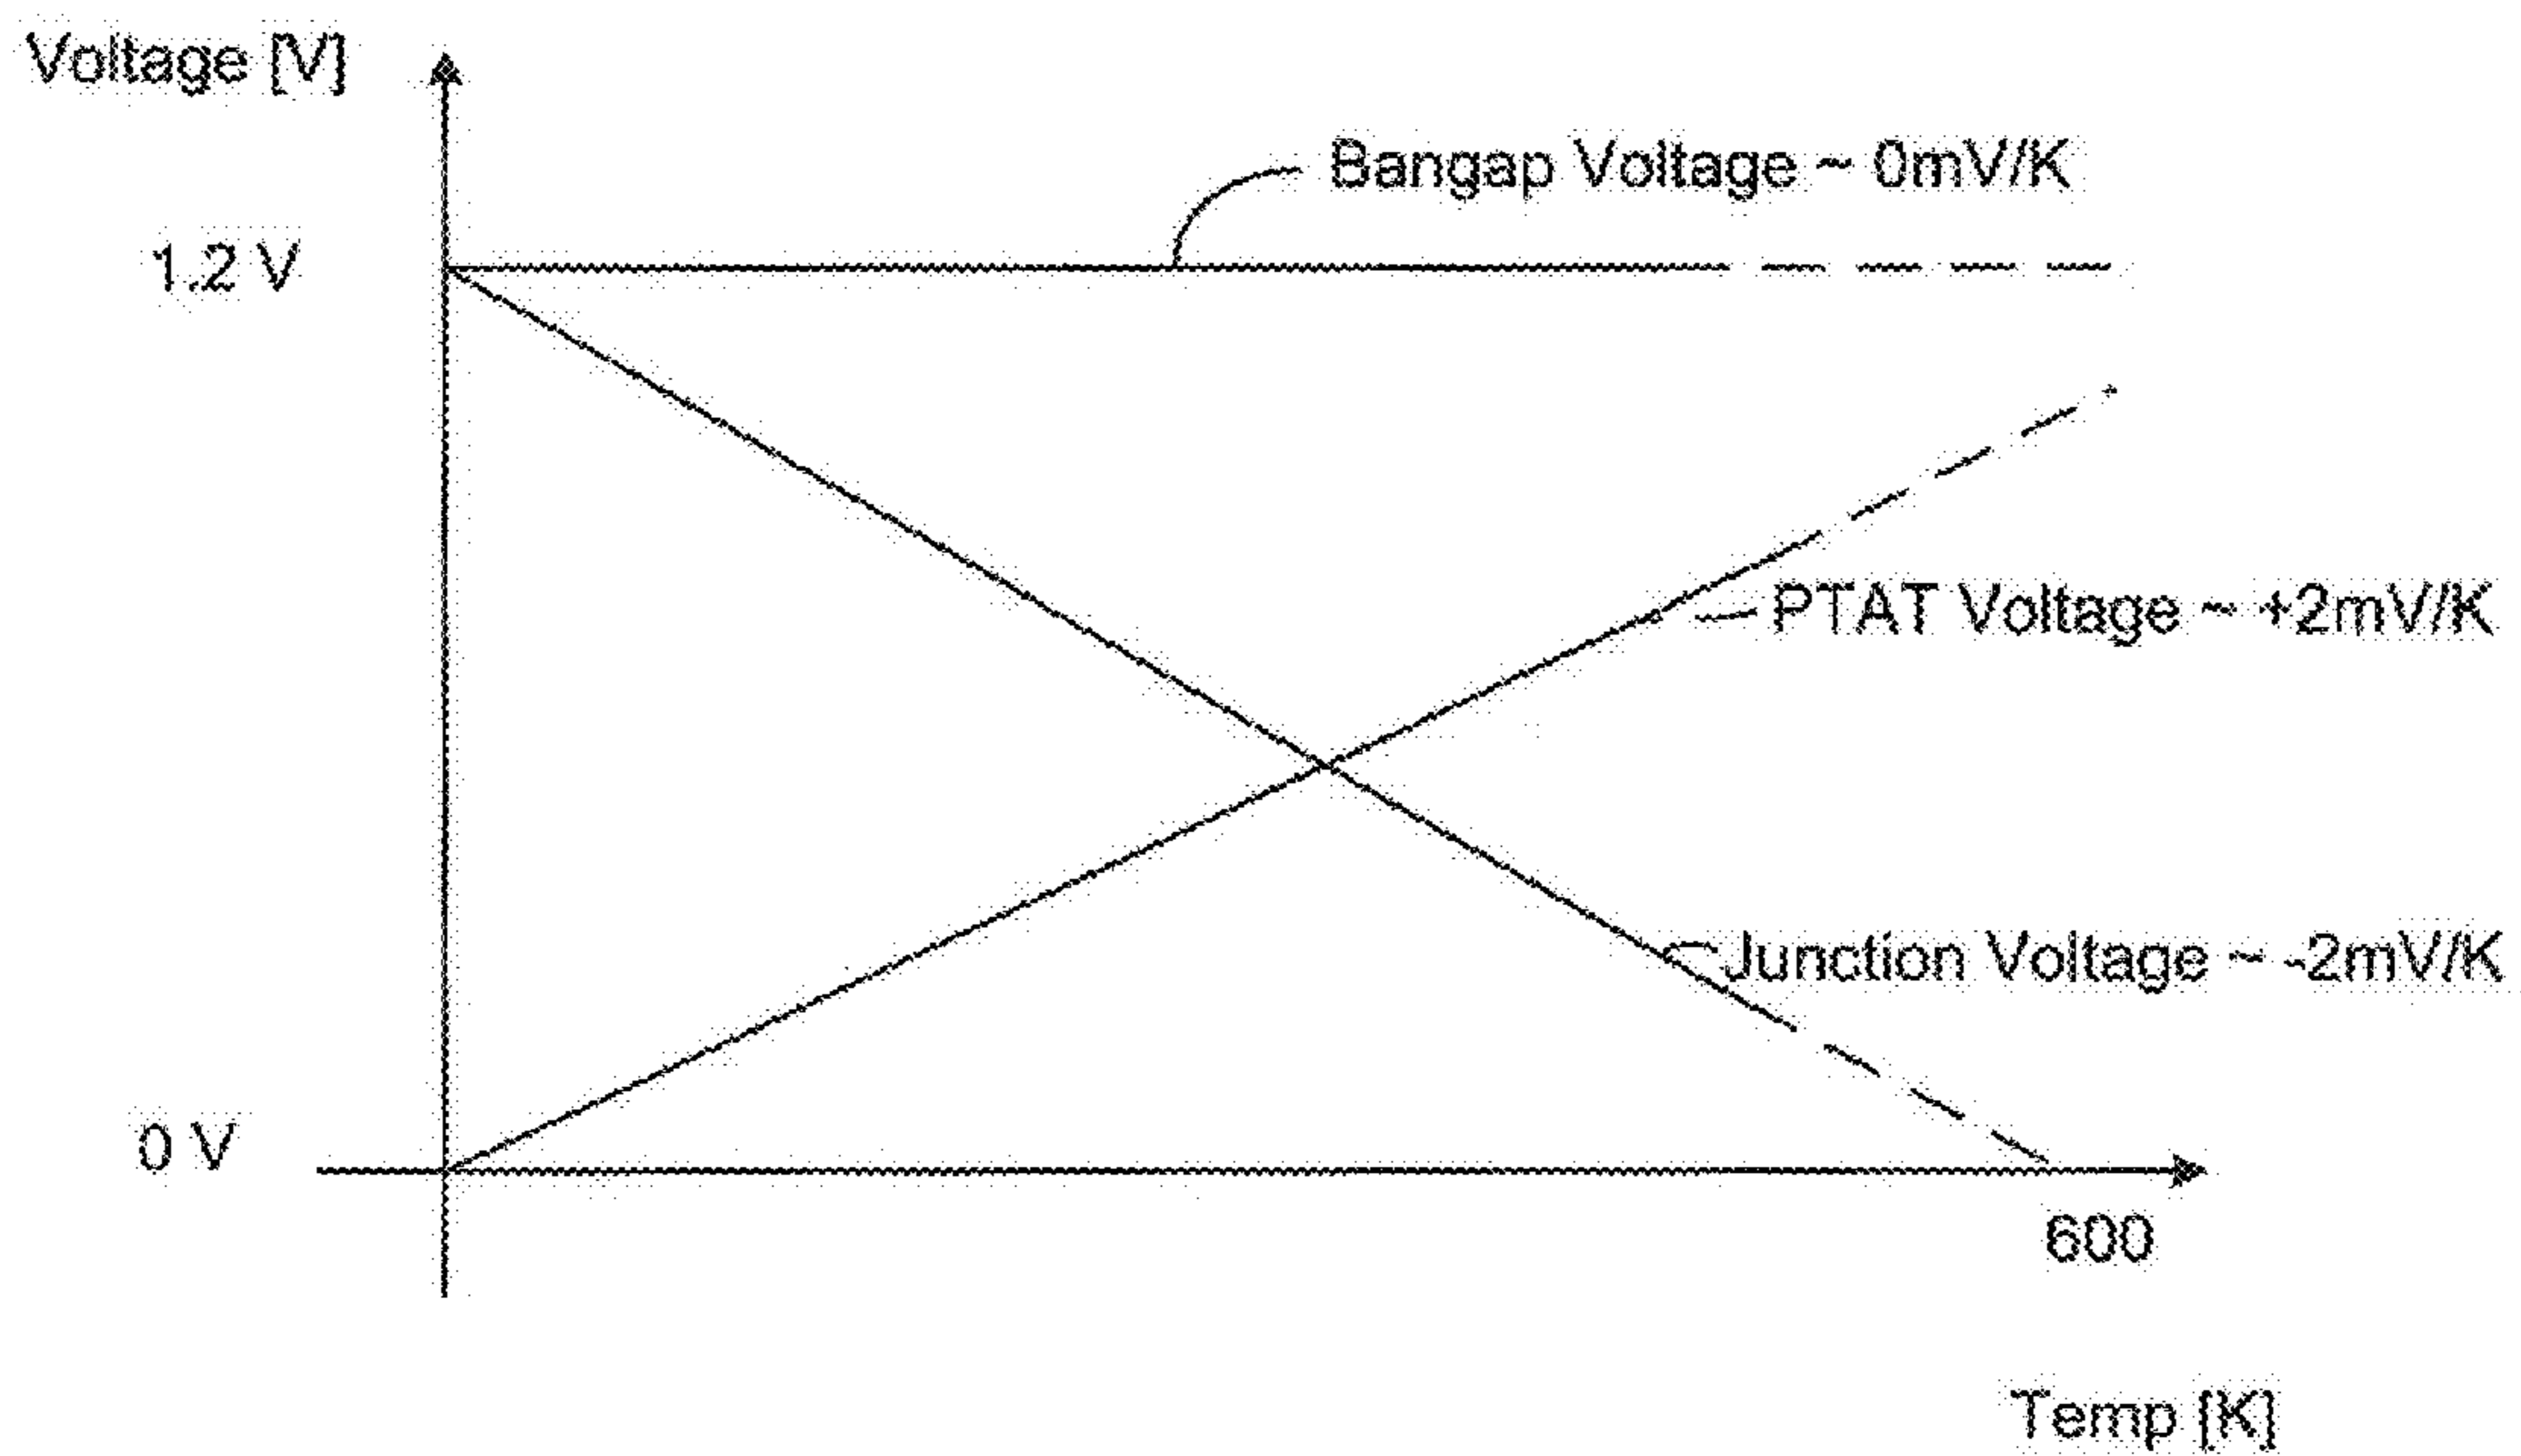 Voltage [V]
Bangap Voltage ~ 0mV/K
1.2 V
PTAT Voltage ~ +2mV/K
Junction Voltage ~ -2mV/K
0 V
600
Temp [K]